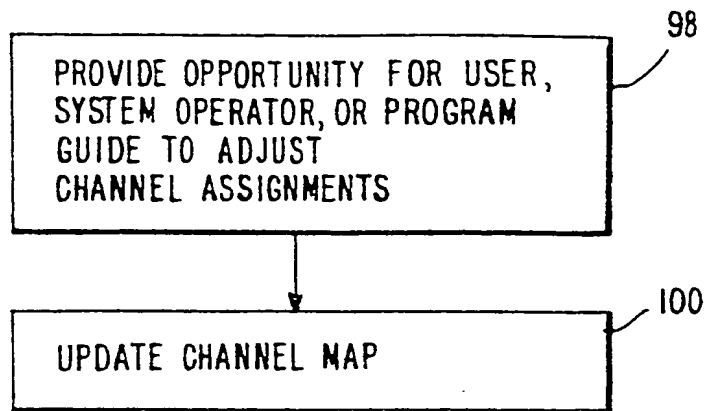 98
PROVIDE OPPORTUNITY FOR USER,
SYSTEM OPERATOR, OR PROGRAM
GUIDE TO ADJUST
CHANNEL ASSIGNMENTS
100
UPDATE CHANNEL MAP